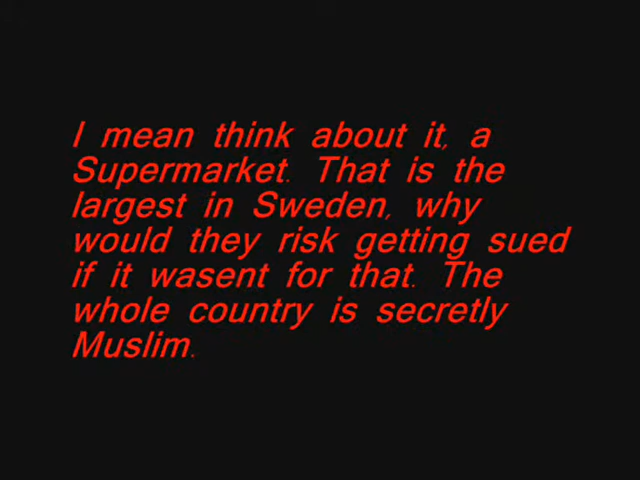 I mean think about it, a
Supermarket. That is the
largest in Sweden, why
would they risk getting sued
if it wasent for that. The
whole country is secretly
Muslim.